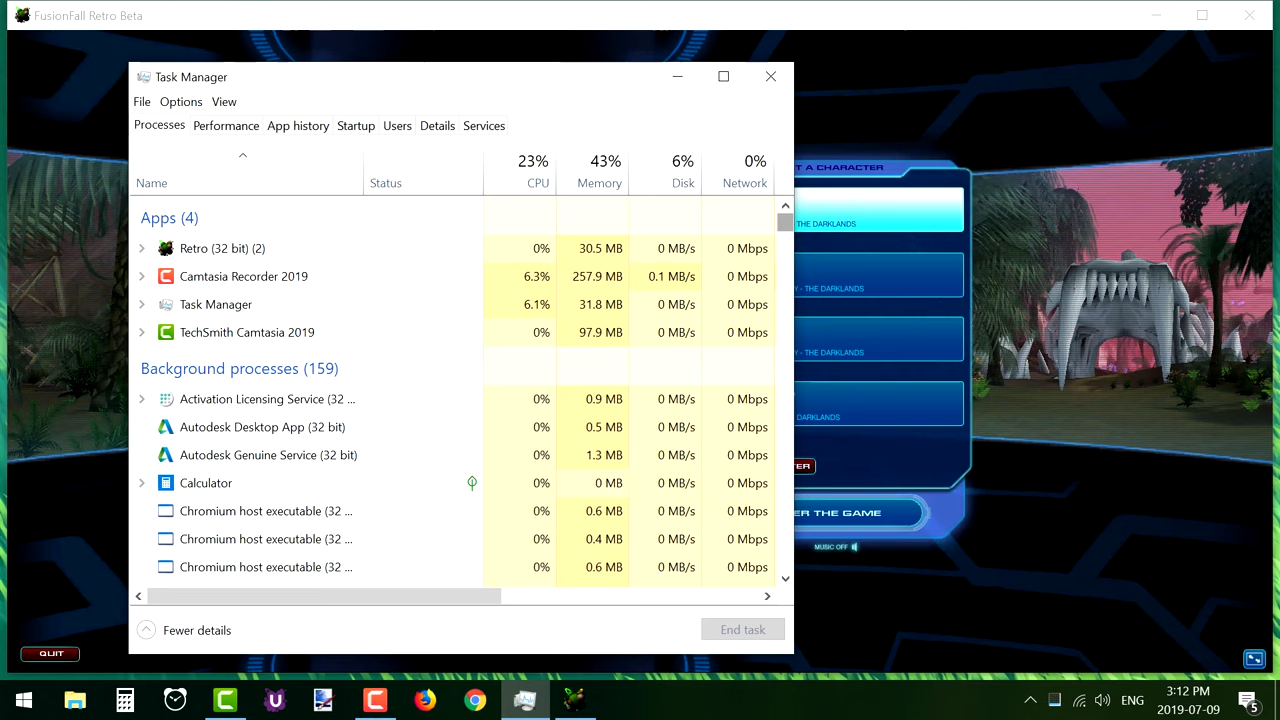 FusionFall Retro Beta
Task Manager
File Options View
Processes Performance App history Startup Users Details Services
23% 43% 6% 0%
Name Status CPU Memory Disk Network
Apps (4)
Retro (32 bit) (2) 0% 30.5 MB 0 MB/s 0 Mbps
Camtasia Recorder 2019 6.3% 257.9 MB 0.1 MB/s 0 Mbps
Task Manager 6.1% 31.8 MB 0 MB/s 0 Mbps
TechSmith Camtasia 2019 0% 97.9 MB 0 MB/s 0 Mbps
Background processes (159)
Activation Licensing Service (32 ... 0% 0.9 MB 0 MB/s 0 Mbps
Autodesk Desktop App (32 bit) 0% 0.5 MB 0 MB/s 0 Mbps
Autodesk Genuine Service (32 bit) 0% 1.3 MB 0 MB/s 0 Mbps
Calculator 0% 0 MB 0 MB/s 0 Mbps
Chromium host executable (32 ... 0% 0.6 MB 0 MB/s 0 Mbps
Chromium host executable (32 ... 0% 0.4 MB 0 MB/s 0 Mbps
Chromium host executable (32 ... 0% 0.6 MB 0 MB/s 0 Mbps
Fewer details End task
T A CHARACTER
THE DARKLANDS
Y - THE DARKLANDS
Y - THE DARKLANDS
DARKLANDS
TER
ER THE GAME
MUSIC OFF
QUIT
ENG
3:12 PM
2019-07-09
5